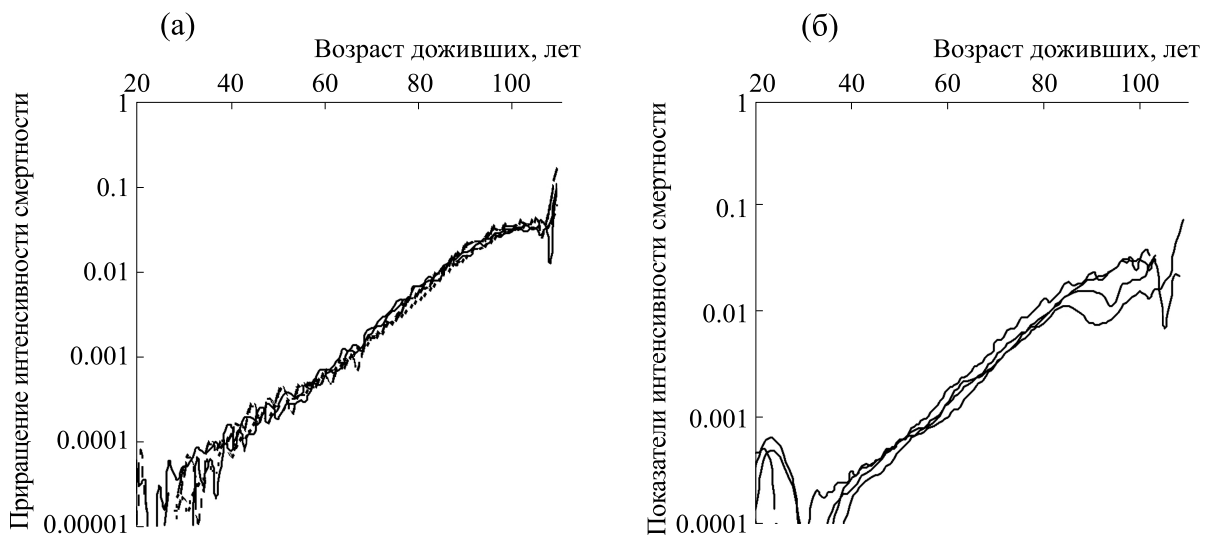 (а)
Возраст доживших, лет
20 40 60 80 100
Приращение интенсивности смертности
1
0.1
0.01
0.001
0.0001
0.00001
(б)
Возраст доживших, лет
20 40 60 80 100
Показатели интенсивности смертности
1
0.1
0.01
0.001
0.0001